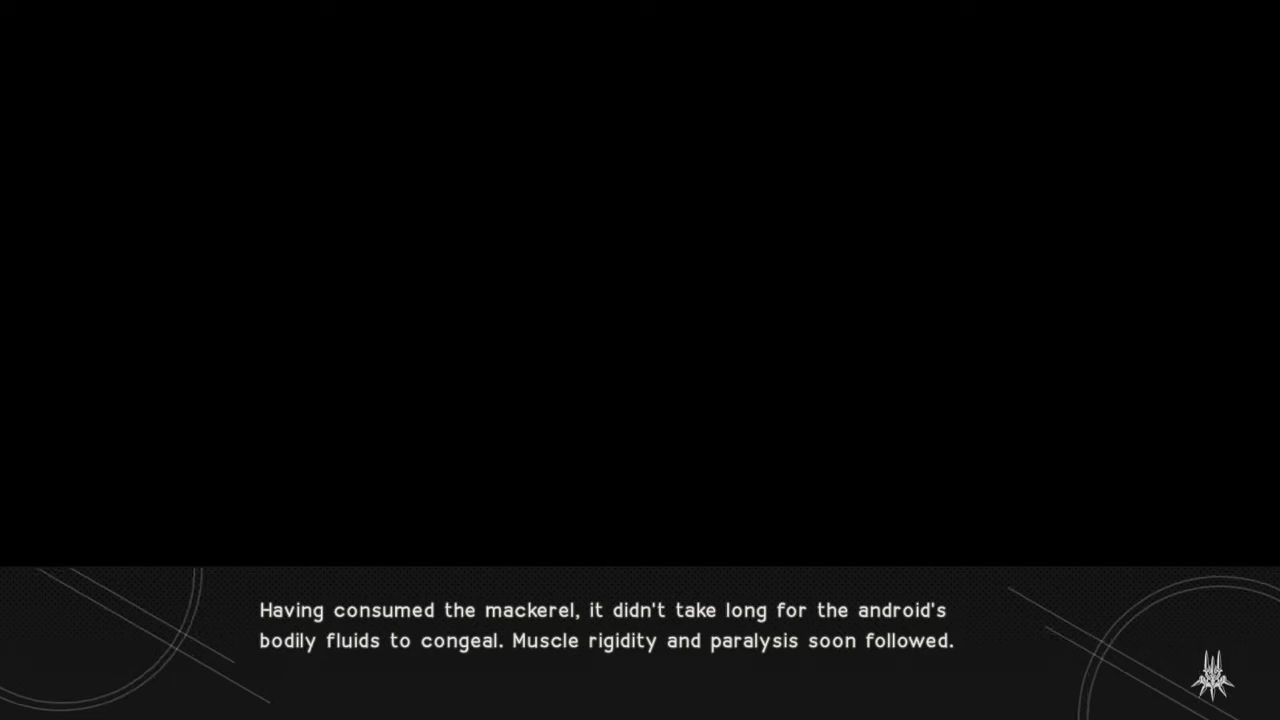 Having consumed the mackerel, it didn't take long for the android's
bodily fluids to congeal. Muscle rigidity and paralysis soon followed.